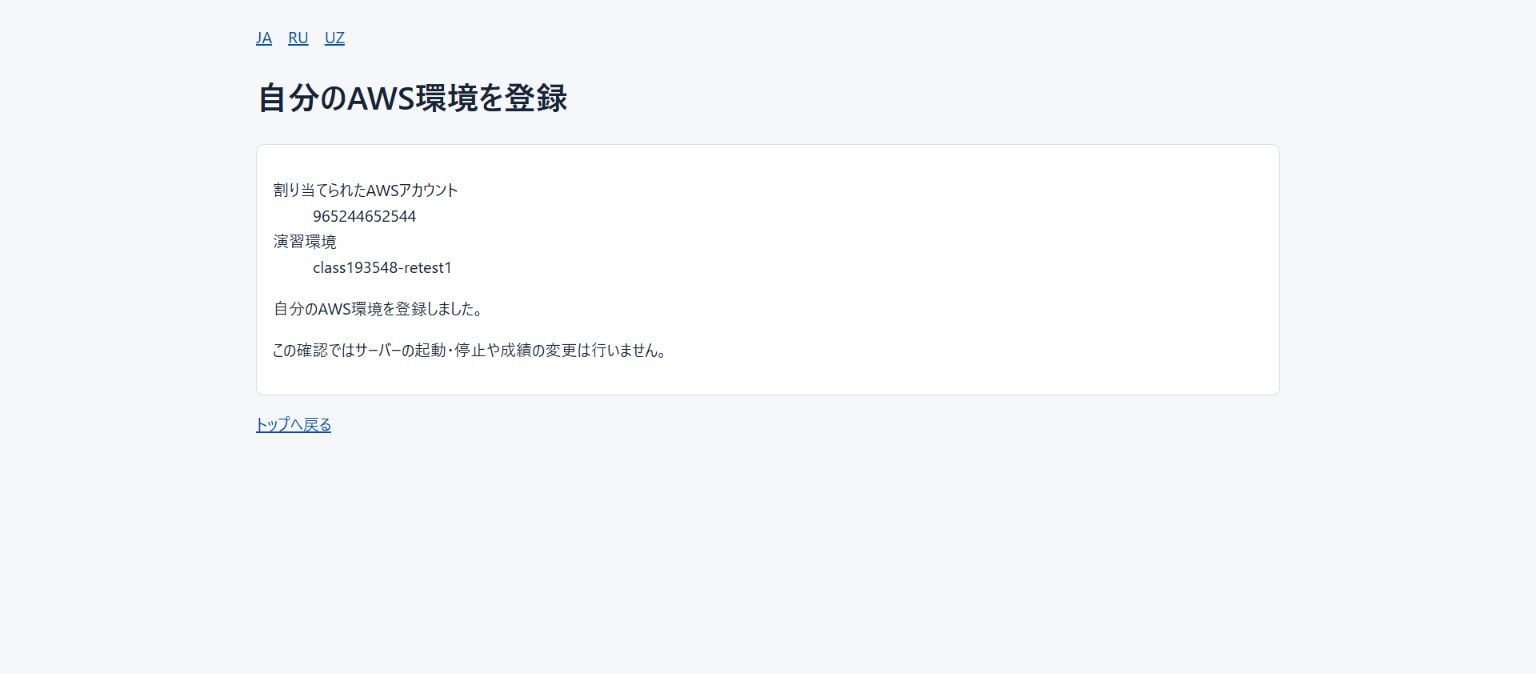 JA RU UZ
自分のAWS環境を登録
割り当てられたAWSアカウント
965244652544
演習環境
class193548-retest1
自分のAWS環境を登録しました。
この確認ではサーバーの起動・停止や成績の変更は行いません。
トップへ戻る